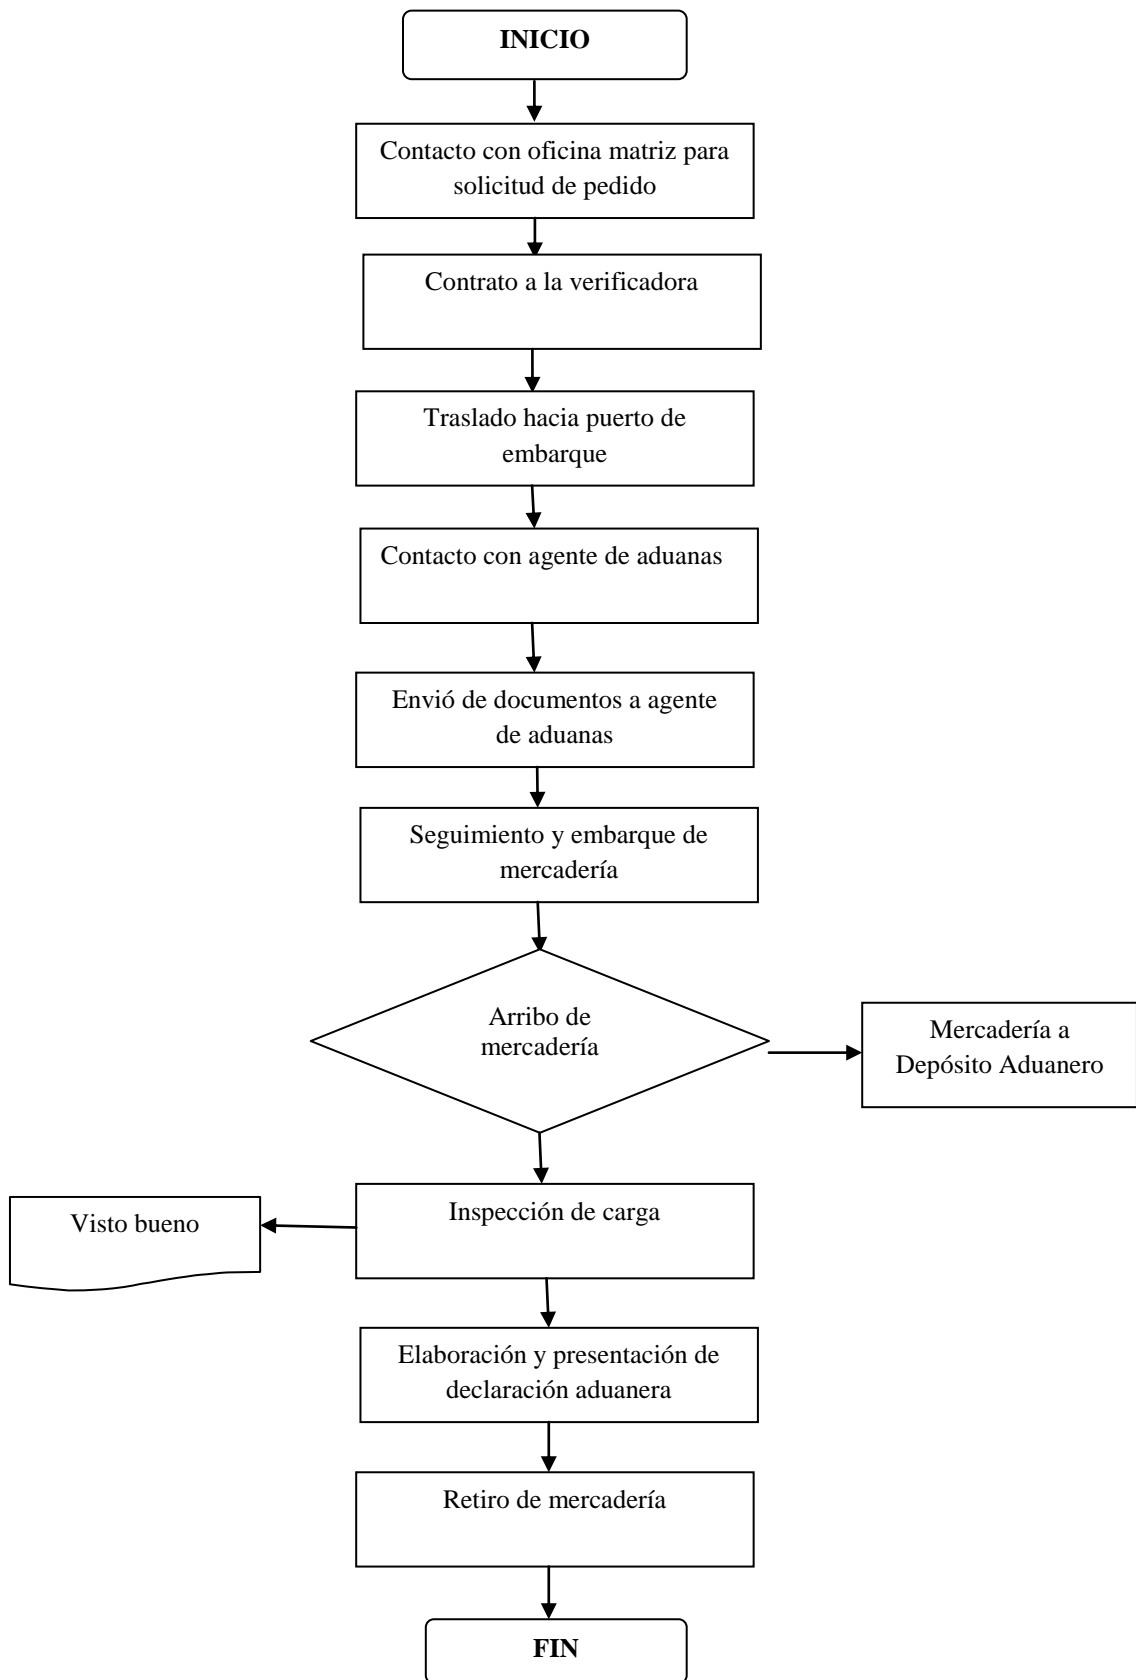 INICIO
Contacto con oficina matriz para
solicitud de pedido
Contrato a la verificadora
Traslado hacia puerto de
embarque
Contacto con agente de aduanas
Envió de documentos a agente
de aduanas
Seguimiento y embarque de
mercadería
Arribo de
mercadería
Mercadería a
Depósito Aduanero
Inspección de carga
Visto bueno
Elaboración y presentación de
declaración aduanera
Retiro de mercadería
FIN